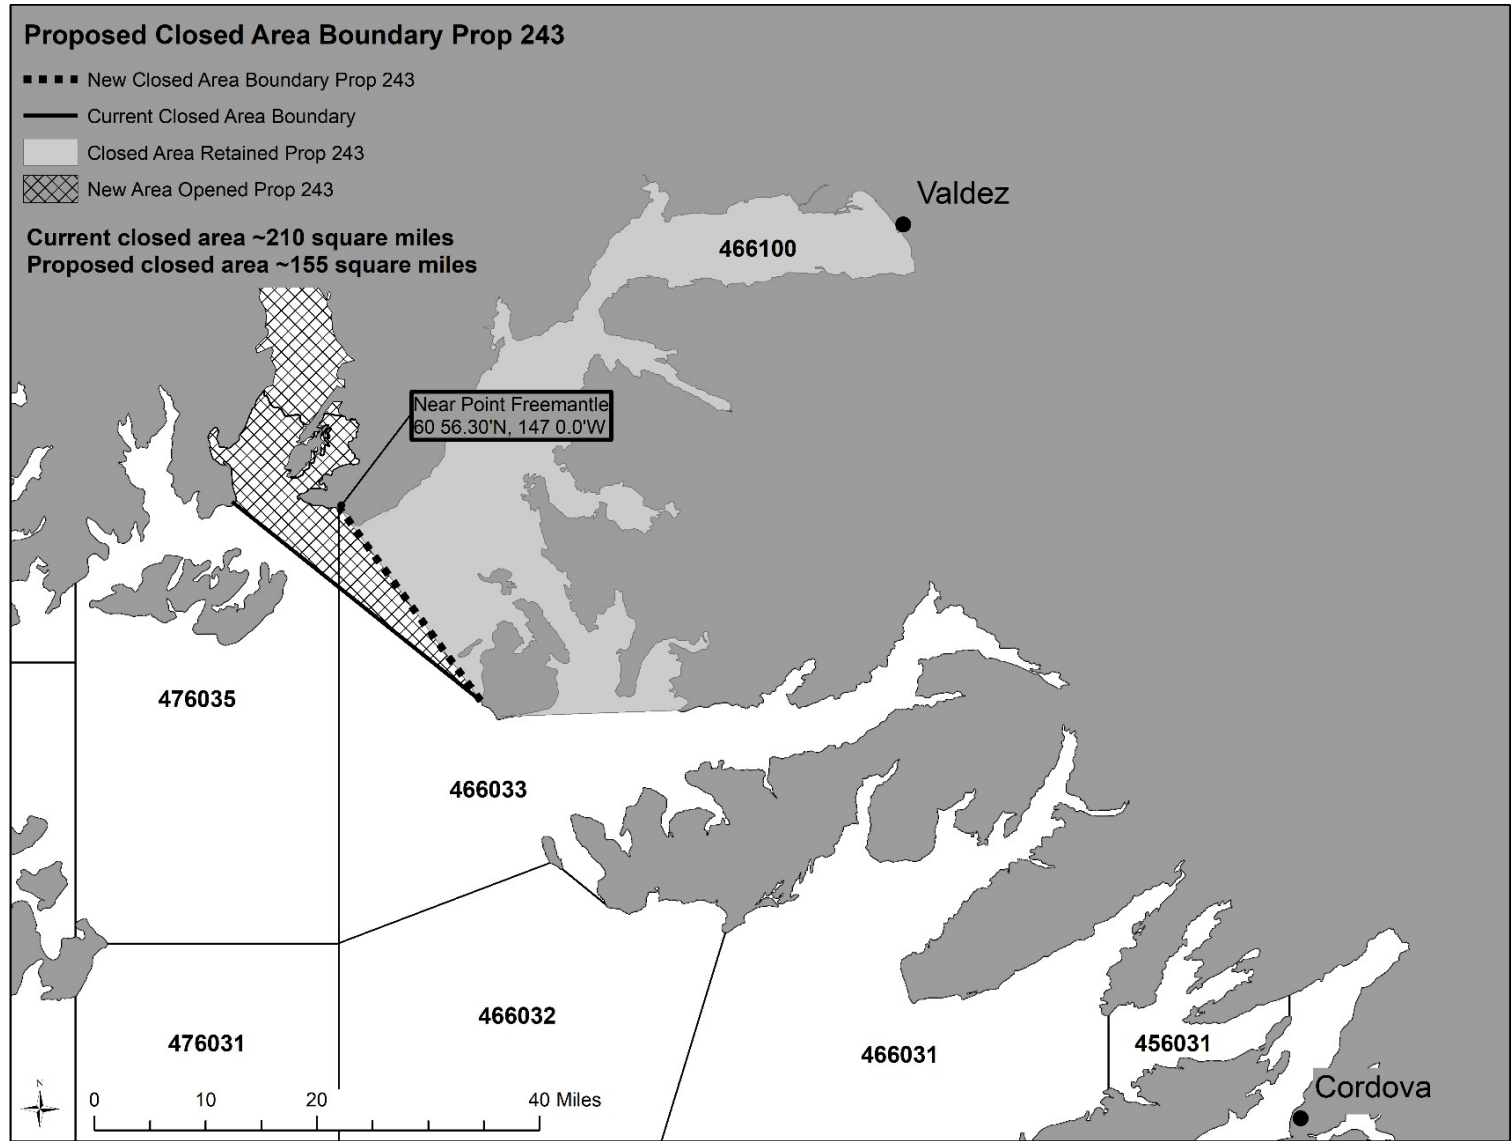 Proposed Closed Area Boundary Prop 243
New Closed Area Boundary Prop 243
Current Closed Area Boundary
Closed Area Retained Prop 243
New Area Opened Prop 243
Current closed area ~210 square miles
Proposed closed area ~155 square miles
Valdez
466100
Near Point Freemantle
60 56.30'N, 147 0.0'W
476035
466033
466032
476031
466031
456031
Cordova
N
0 10 20 40 Miles